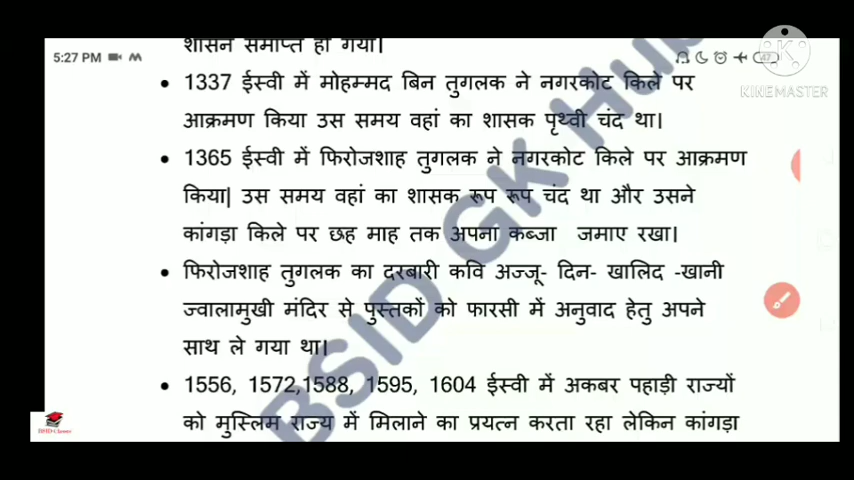 शासन समाप्त हो गया।
5:27 PM
47
KINEMASTER
• 1337 ईस्वी में मोहम्मद बिन तुगलक ने नगरकोट किले पर
आक्रमण किया उस समय वहां का शासक पृथ्वी चंद था।
• 1365 ईस्वी में फिरोजशाह तुगलक ने नगरकोट किले पर आक्रमण
किया| उस समय वहां का शासक रूप रूप चंद था और उसने
कांगड़ा किले पर छह माह तक अपना कब्जा जमाए रखा।
• फिरोजशाह तुगलक का दरबारी कवि अज्जू- दिन- खालिद -खानी
ज्वालामुखी मंदिर से पुस्तकों को फारसी में अनुवाद हेतु अपने
साथ ले गया था।
• 1556, 1572,1588, 1595, 1604 ईस्वी में अकबर पहाड़ी राज्यों
को मुस्लिम राज्य में मिलाने का प्रयत्न करता रहा लेकिन कांगड़ा
BSID GK Hub